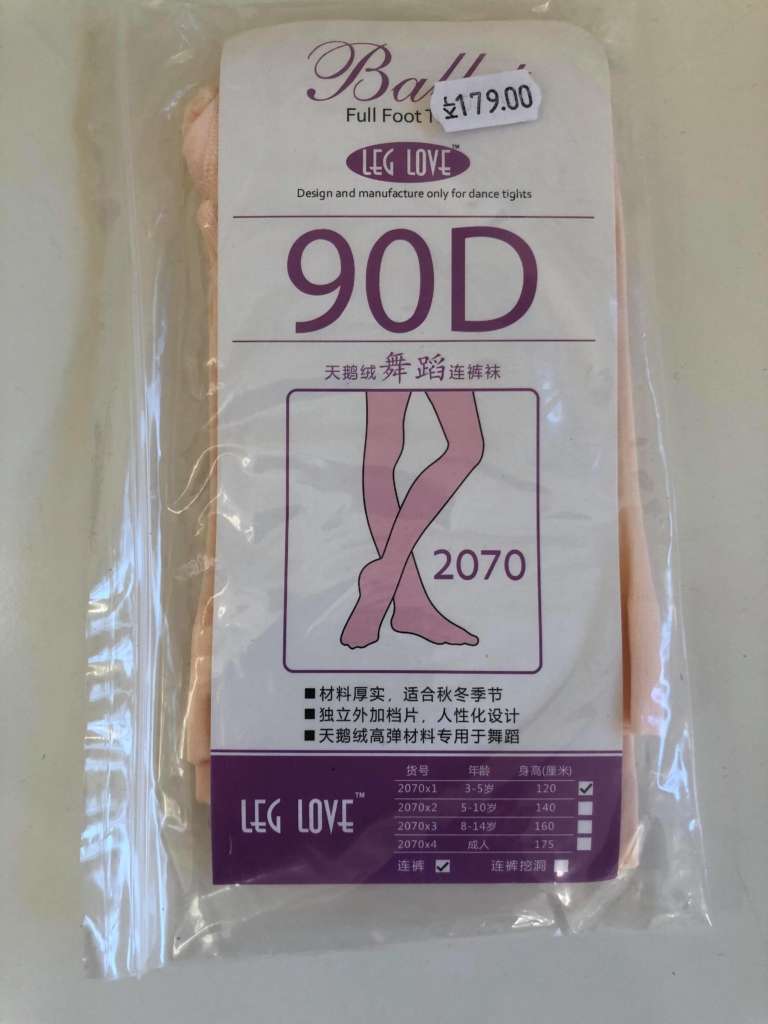 Ballet
Kr179.00
Full Foot
LEG LOVE™
Design and manufacture only for dance tights
90D
天鹅绒舞蹈连裤袜
2070
■材料厚实，适合秋冬季节
■独立外加档片，人性化设计
■天鹅绒高弹材料专用于舞蹈
LEG LOVE™
货号 年龄 身高(厘米)
2070x1 3-5岁 120
2070x2 5-10岁 140
2070x3 8-14岁 160
2070x4 成人 175
连裤 连裤挖洞